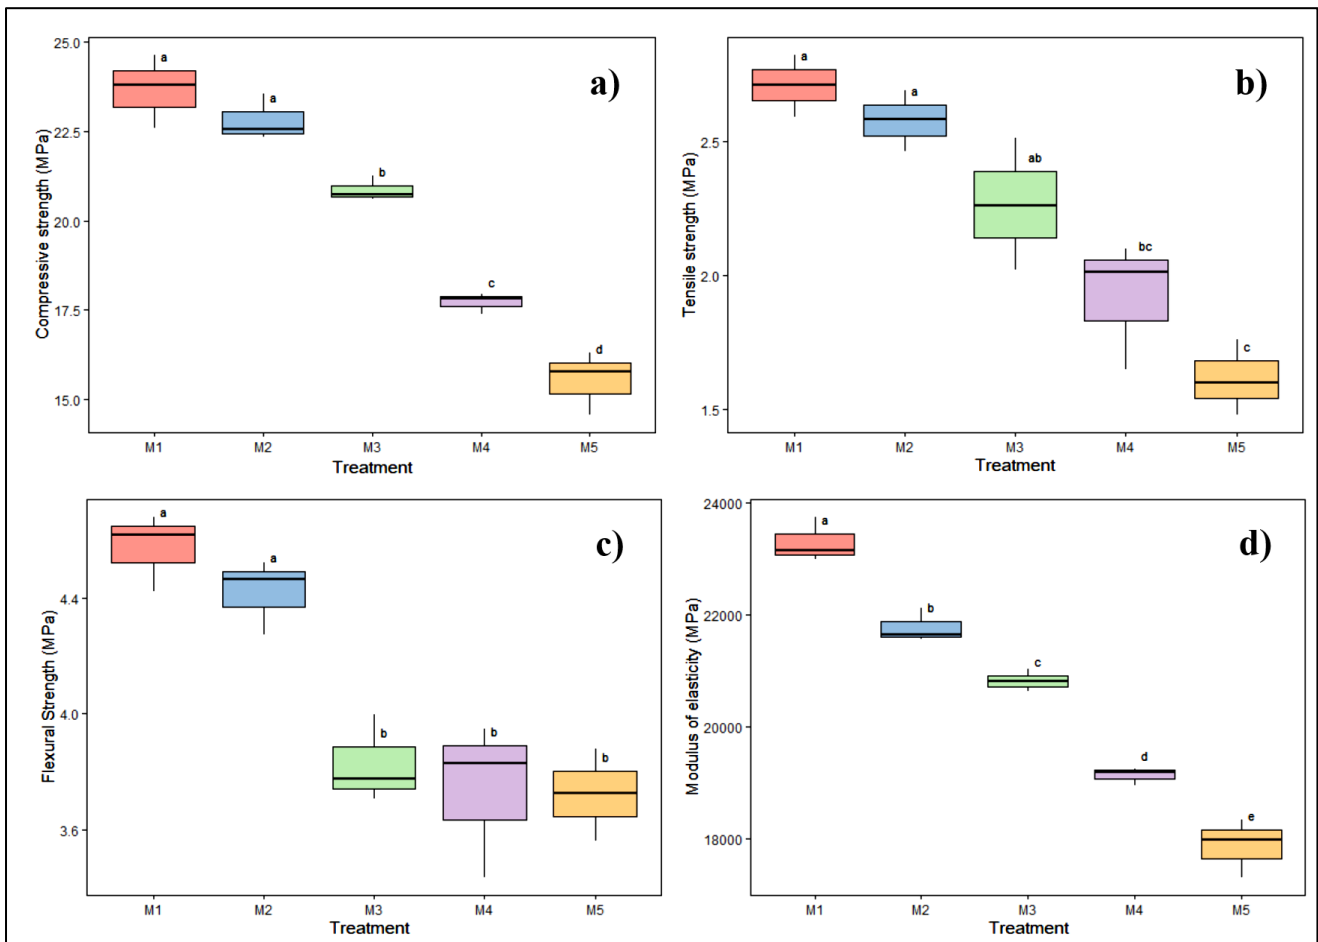 a)
Compressive strength (MPa)
25.0
22.5
20.0
17.5
15.0
a
a
b
c
d
M1 M2 M3 M4 M5
Treatment
b)
Tensile strength (MPa)
2.5
2.0
1.5
a
a
ab
bc
c
M1 M2 M3 M4 M5
Treatment
c)
Flexural Strength (MPa)
4.4
4.0
3.6
a
a
b
b
b
M1 M2 M3 M4 M5
Treatment
d)
Modulus of elasticity (MPa)
24000
22000
20000
18000
a
b
c
d
e
M1 M2 M3 M4 M5
Treatment